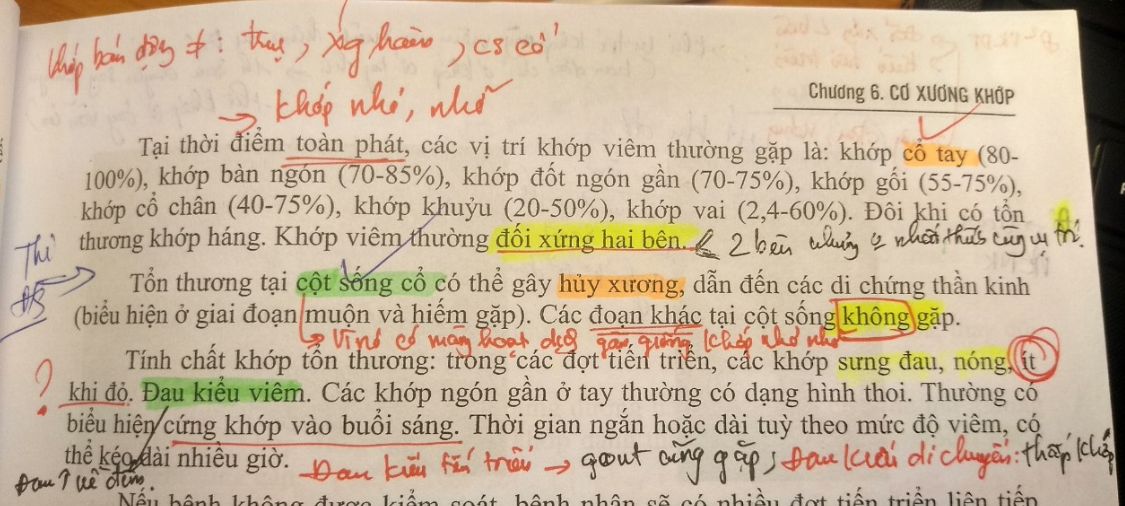 khớp bán động ≠: thụ, xg hàm, cs cổ
→ khớp nhỏ, nhỡ
Chương 6. CƠ XƯƠNG KHỚP
Tại thời điểm toàn phát, các vị trí khớp viêm thường gặp là: khớp cổ tay (80-
100%), khớp bàn ngón (70-85%), khớp đốt ngón gần (70-75%), khớp gối (55-75%),
khớp cổ chân (40-75%), khớp khuỷu (20-50%), khớp vai (2,4-60%). Đôi khi có tổn
thương khớp háng. Khớp viêm thường đối xứng hai bên. 2 bên nhưng nhất thiết cùng vị trí.
Thi
Tổn thương tại cột sống cổ có thể gây hủy xương, dẫn đến các di chứng thần kinh
(biểu hiện ở giai đoạn muộn và hiếm gặp). Các đoạn khác tại cột sống không gặp.
→ Vì nó có màng hoạt dịch khớp nhỏ nhỡ
Tính chất khớp tổn thương: trong các đợt tiến triển, các khớp sưng đau, nóng, ít
? khi đỏ. Đau kiểu viêm. Các khớp ngón gần ở tay thường có dạng hình thoi. Thường có
biểu hiện cứng khớp vào buổi sáng. Thời gian ngắn hoặc dài tuỳ theo mức độ viêm, có
thể kéo dài nhiều giờ. Đau kiểu tiến triển → gout cũng gặp, Đau kiểu di chuyển: thấp khớp
Đau ↑ về đêm.
Nếu bệnh không được kiểm soát, bệnh nhân sẽ có nhiều đợt tiến triển liên tiếp